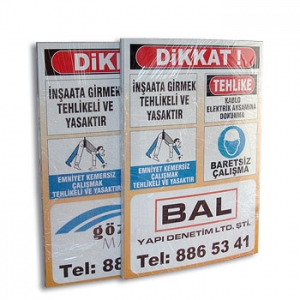 DİKK
İNŞAATA GİRMEK
TEHLİKELİ VE
YASAKTIR
EMNİYET KEMERSİZ
ÇALIŞMAK
TEHLİKELİ VE YASAKTIR
göz
Tel: 88
DİKKAT !
İNŞAATA GİRMEK
TEHLİKELİ VE
YASAKTIR
TEHLİKE
KABLO
ELEKTRİK AKSAMINA
DOKUNMA
EMNİYET KEMERSİZ
ÇALIŞMAK
TEHLİKELİ VE YASAKTIR
BARETSİZ
ÇALIŞMA
BAL
YAPI DENETİM LTD. ŞTİ.
Tel: 886 53 41